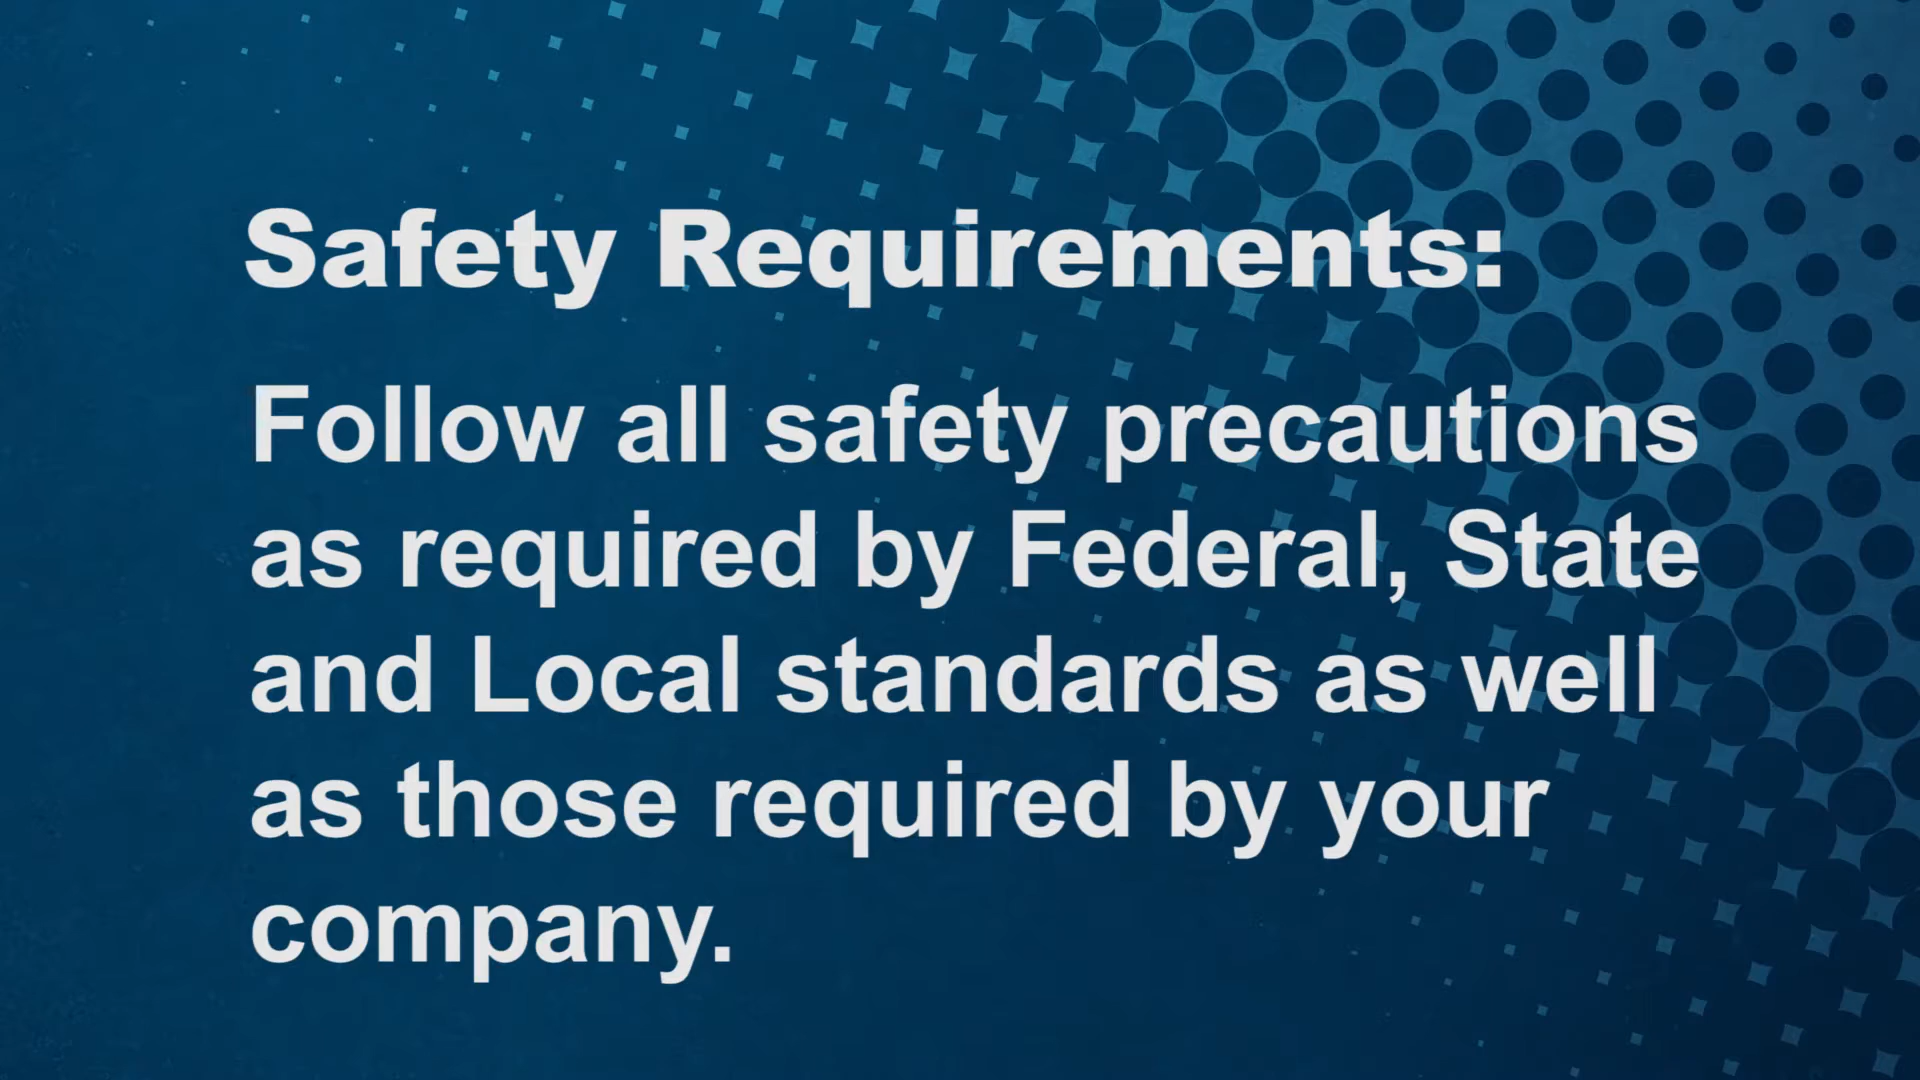 Safety Requirements:
Follow all safety precautions
as required by Federal, State
and Local standards as well
as those required by your
company.